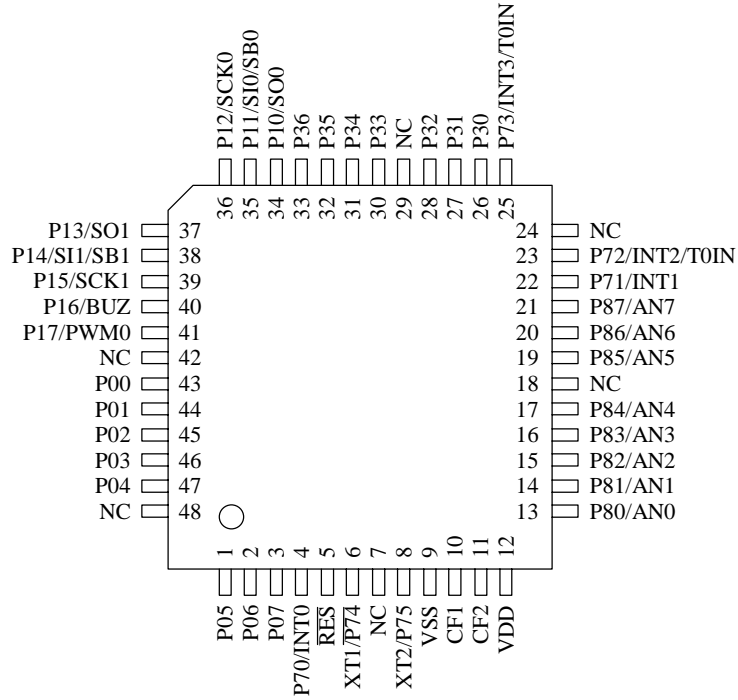 P12/SCK0
P11/SI0/SB0
P10/SO0
P36
P35
P34
P33
NC
P32
P31
P30
P73/INT3/T0IN
36
35
34
33
32
31
30
29
28
27
26
25
P13/SO1 37
P14/SI1/SB1 38
P15/SCK1 39
P16/BUZ 40
P17/PWM0 41
NC 42
P00 43
P01 44
P02 45
P03 46
P04 47
NC 48
24 NC
23 P72/INT2/T0IN
22 P71/INT1
21 P87/AN7
20 P86/AN6
19 P85/AN5
18 NC
17 P84/AN4
16 P83/AN3
15 P82/AN2
14 P81/AN1
13 P80/AN0
1
2
3
4
5
6
7
8
9
10
11
12
P05
P06
P07
P70/INT0
RES
XT1/P74
NC
XT2/P75
VSS
CF1
CF2
VDD